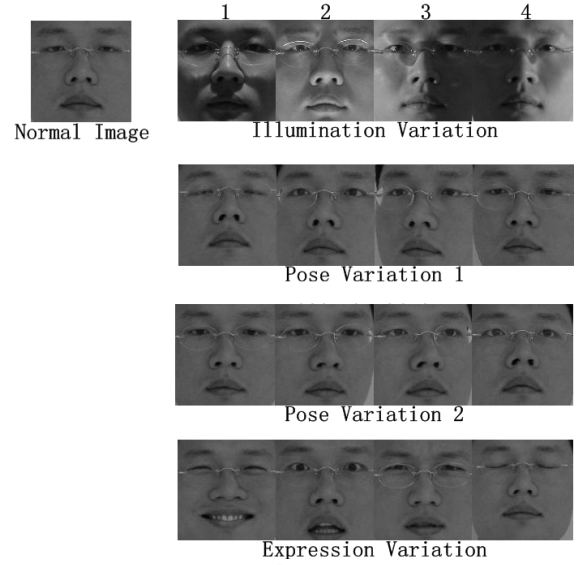 1 2 3 4
Normal Image
Illumination Variation
Pose Variation 1
Pose Variation 2
Expression Variation